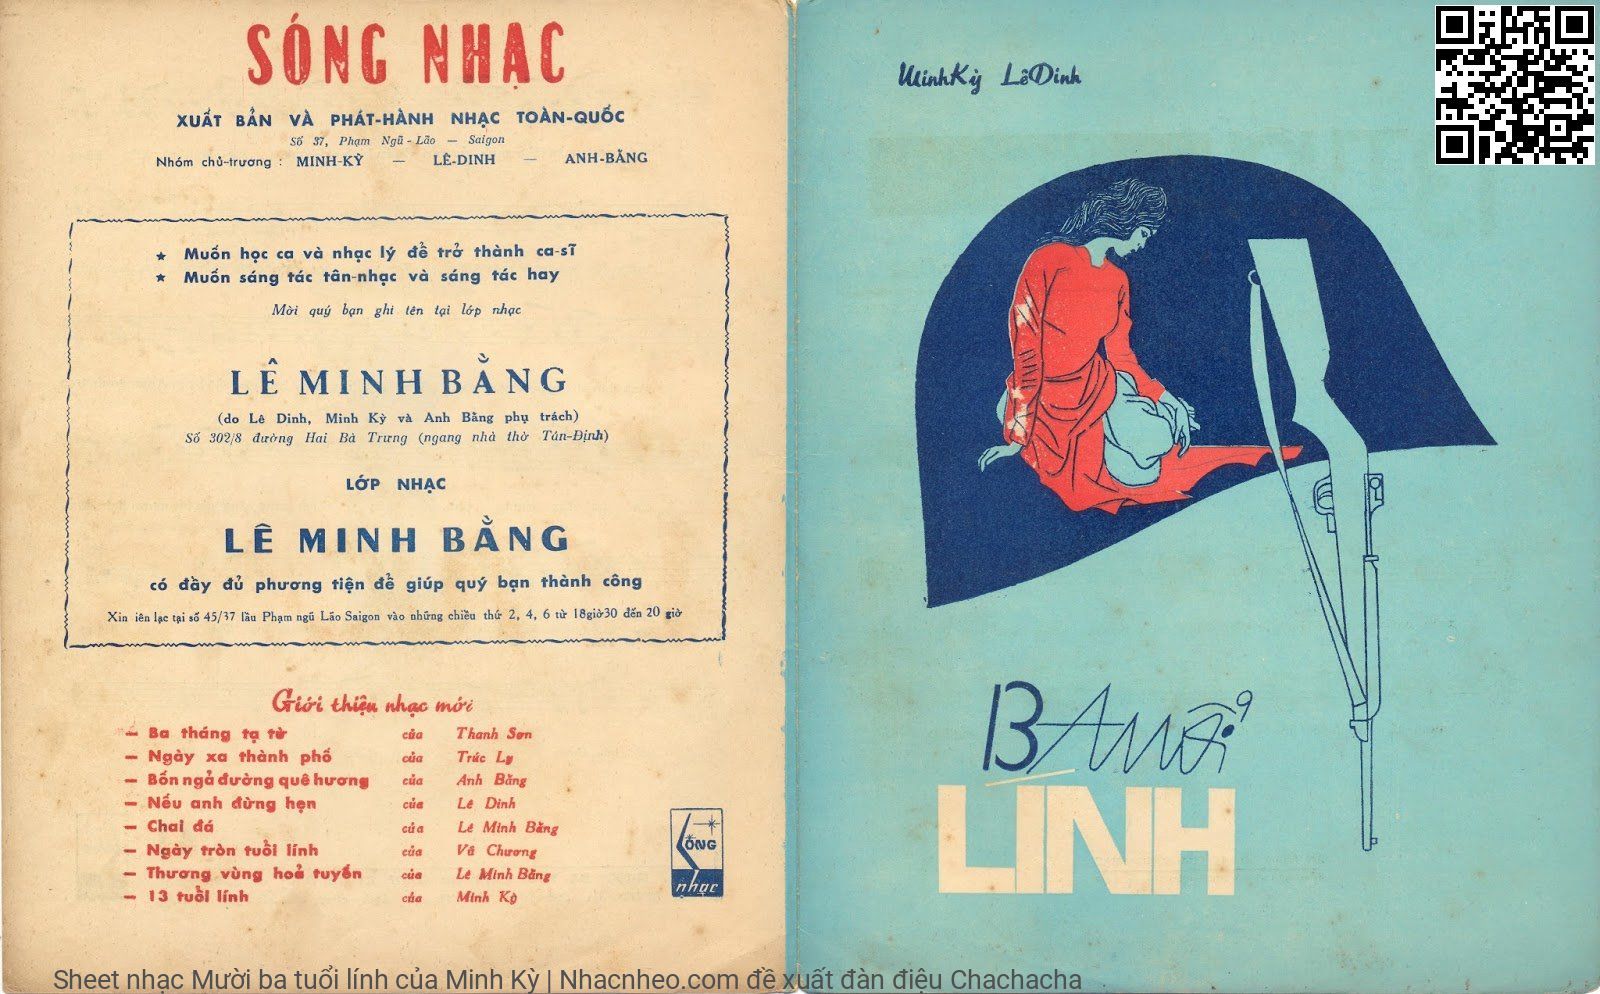 SÓNG NHẠC
XUẤT BẢN VÀ PHÁT-HÀNH NHẠC TOÀN-QUỐC
Số 37, Phạm Ngũ-Lão — Saigon
Nhóm chủ-trương : MINH-KỲ — LÊ-DINH — ANH-BẰNG
★ Muốn học ca và nhạc lý để trở thành ca-sĩ
★ Muốn sáng tác tân-nhạc và sáng tác hay
Mời quý bạn ghi tên tại lớp nhạc
LÊ MINH BẰNG
(do Lê Dinh, Minh Kỳ và Anh Bằng phụ trách)
Số 302/8 đường Hai Bà Trưng (ngang nhà thờ Tân-Định)
LỚP NHẠC
LÊ MINH BẰNG
có đầy đủ phương tiện để giúp quý bạn thành công
Xin iên lạc tại số 45/37 lầu Phạm ngũ Lão Saigon vào những chiều thứ 2, 4, 6 từ 18giờ30 đến 20 giờ
Giới thiệu nhạc mới
— Ba tháng tạ từ của Thanh Sơn
— Ngày xa thành phố của Trúc Ly
— Bốn ngả đường quê hương của Anh Bằng
— Nếu anh đừng hẹn của Lê Dinh
— Chai đá của Lê Minh Bằng
— Ngày tròn tuổi lính của Vũ Chương
— Thương vùng hoả tuyến của Lê Minh Bằng
— 13 tuổi lính của Minh Kỳ
SÓNG
nhạc
Minh Kỳ Lê Dinh
13 A MƯỜI
LÍNH
Sheet nhạc Mười ba tuổi lính của Minh Kỳ | Nhacnheo.com đề xuất đàn điệu Chachacha